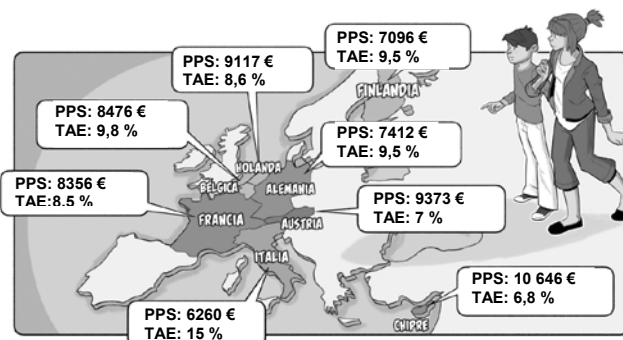 PPS: 7096 €
TAE: 9,5 %
PPS: 9117 €
TAE: 8,6 %
FINLANDIA
PPS: 8476 €
TAE: 9,8 %
PPS: 7412 €
TAE: 9,5 %
HOLANDA
BÉLGICA
ALEMANIA
PPS: 8356 €
TAE:8,5 %
PPS: 9373 €
TAE: 7 %
FRANCIA
AUSTRIA
ITALIA
PPS: 10 646 €
TAE: 6,8 %
CHIPRE
PPS: 6260 €
TAE: 15 %